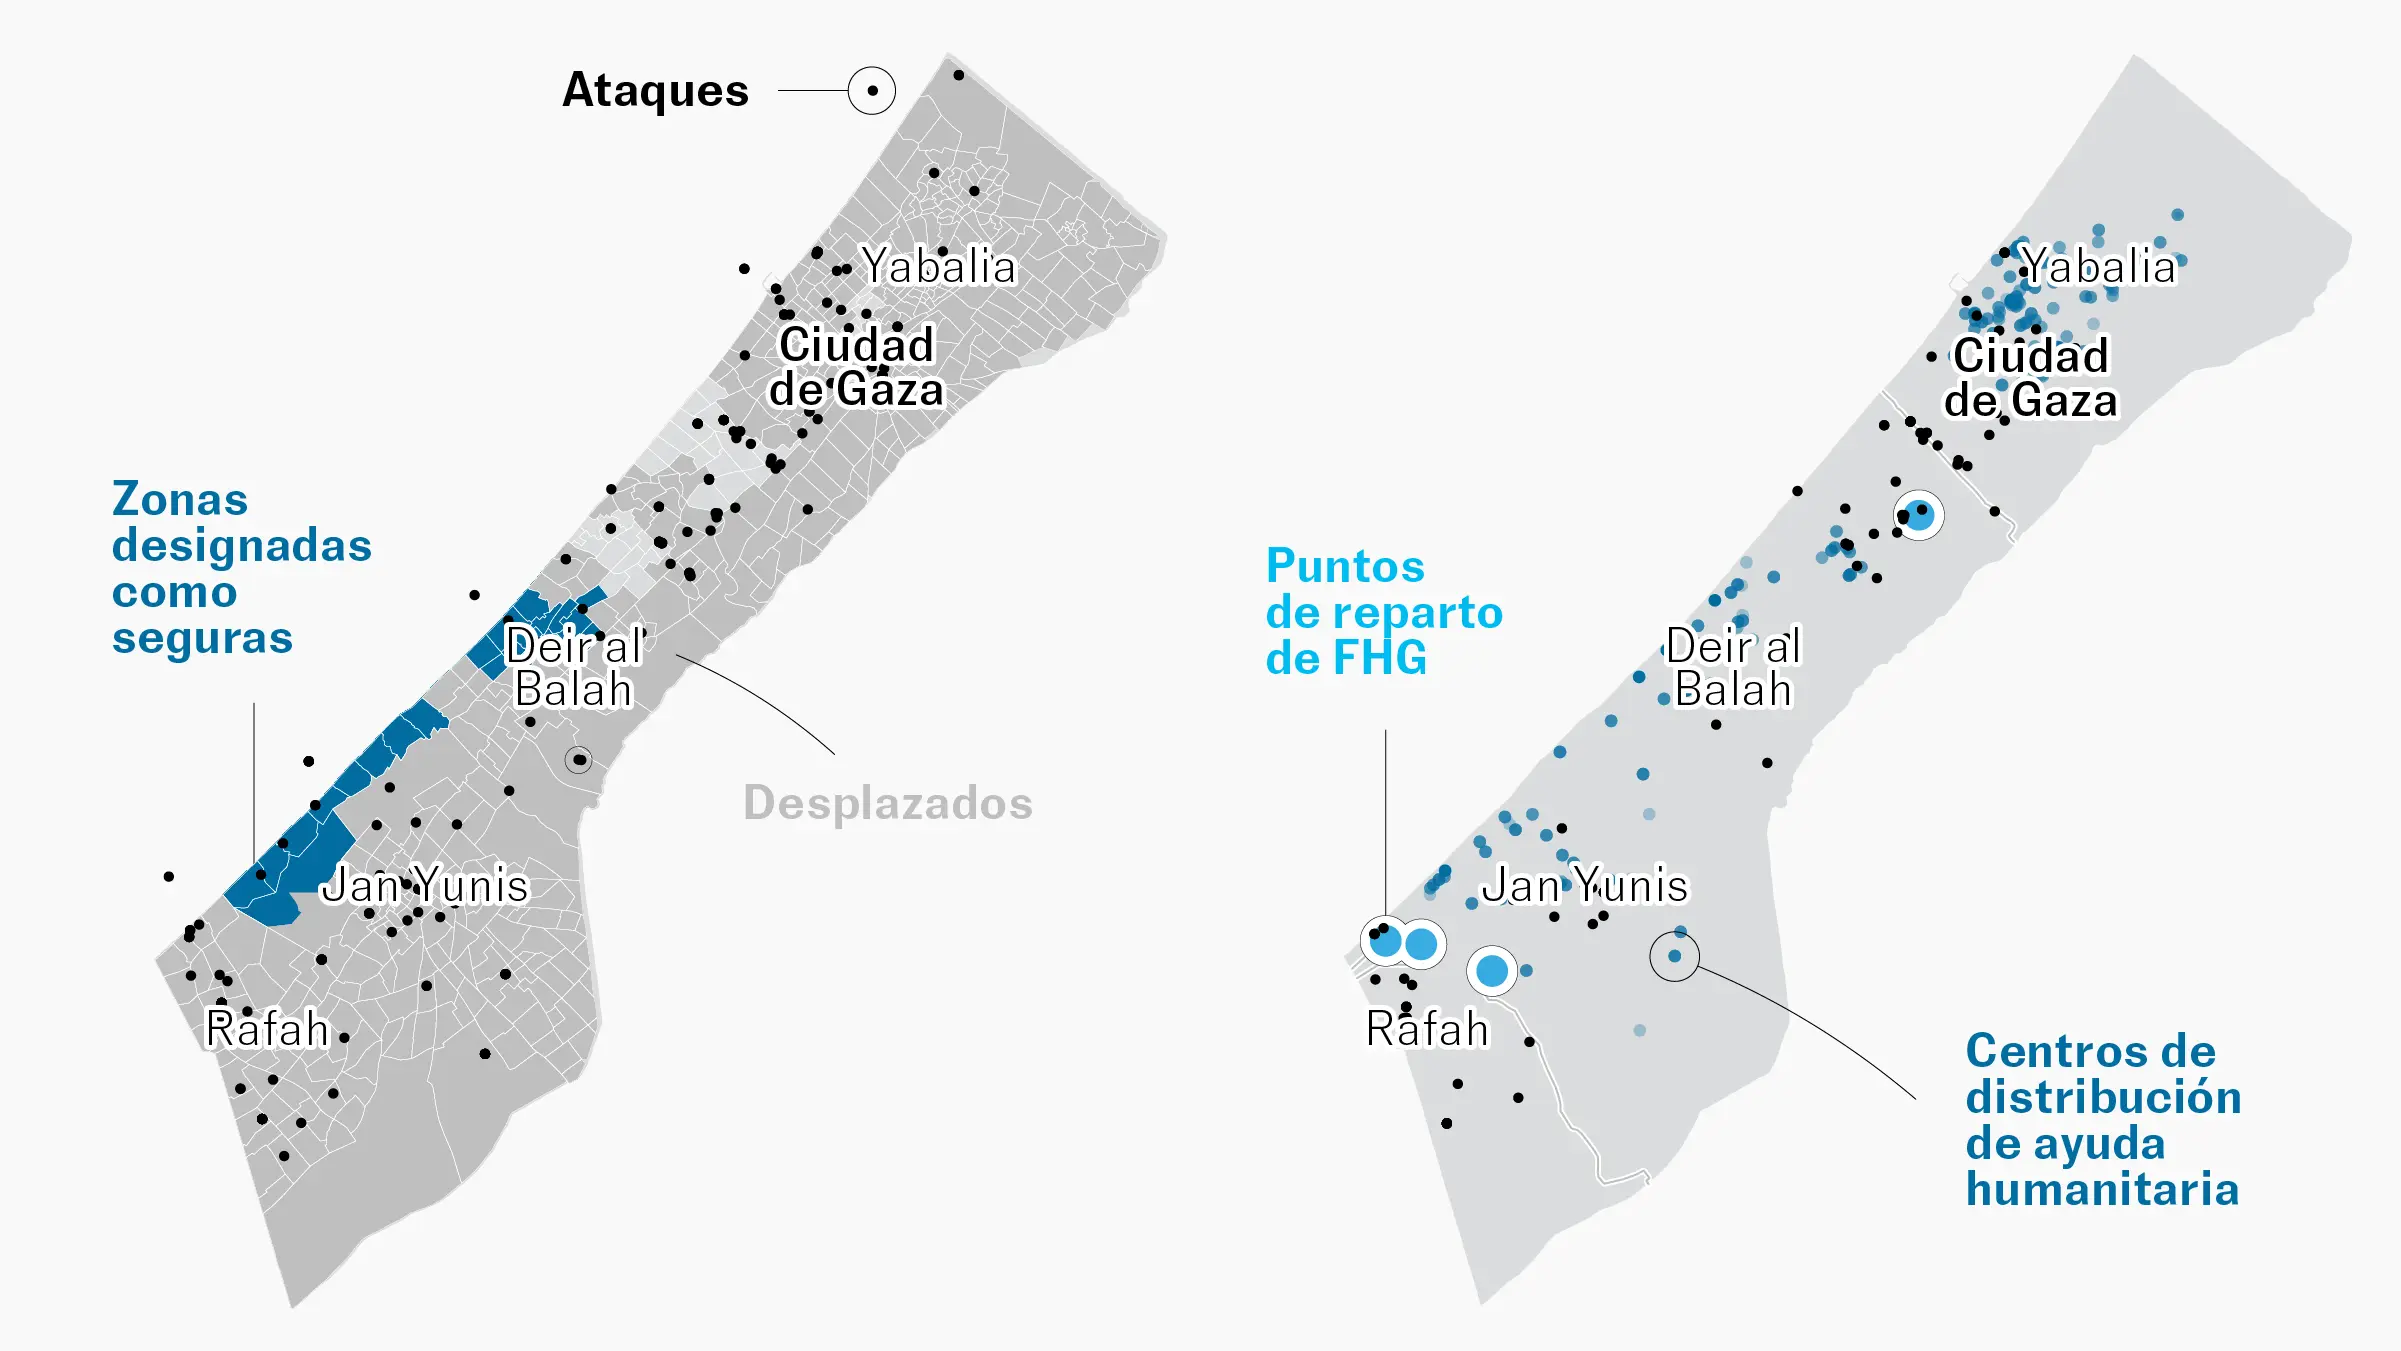 Ataques
Yabalia
Ciudad
de Gaza
Zonas
designadas
como
seguras
Deir al
Balah
Desplazados
Jan Yunis
Rafah
Yabalia
Ciudad
de Gaza
Puntos
de reparto
de FHG
Deir al
Balah
Jan Yunis
Rafah
Centros de
distribución
de ayuda
humanitaria